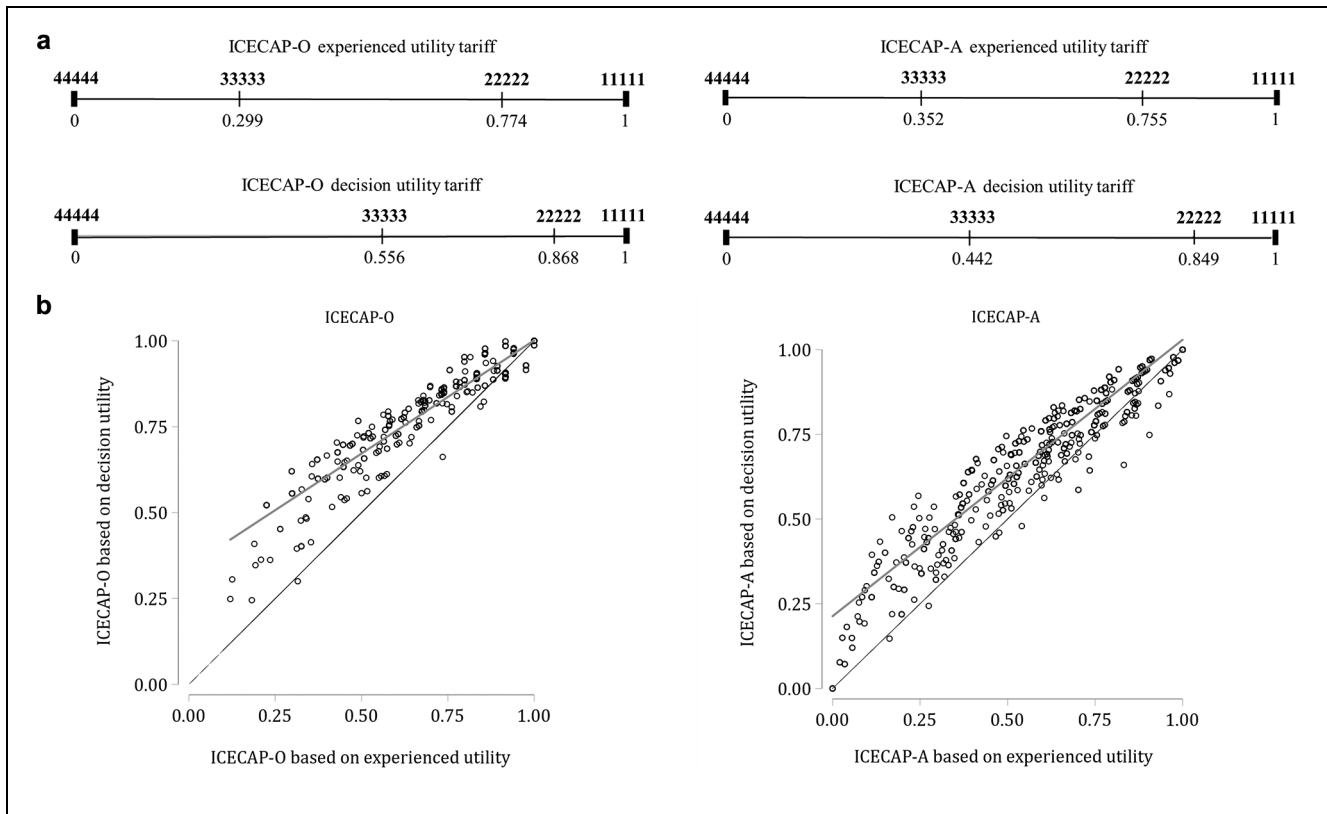 a
ICECAP-O experienced utility tariff
44444 33333 22222 11111
0 0.299 0.774 1
ICECAP-A experienced utility tariff
44444 33333 22222 11111
0 0.352 0.755 1
ICECAP-O decision utility tariff
44444 33333 22222 11111
0 0.556 0.868 1
ICECAP-A decision utility tariff
44444 33333 22222 11111
0 0.442 0.849 1
b
ICECAP-O
ICECAP-O based on decision utility
1.00
0.75
0.50
0.25
0.00
0.00 0.25 0.50 0.75 1.00
ICECAP-O based on experienced utility
ICECAP-A
ICECAP-A based on decision utility
1.00
0.75
0.50
0.25
0.00
0.00 0.25 0.50 0.75 1.00
ICECAP-A based on experienced utility